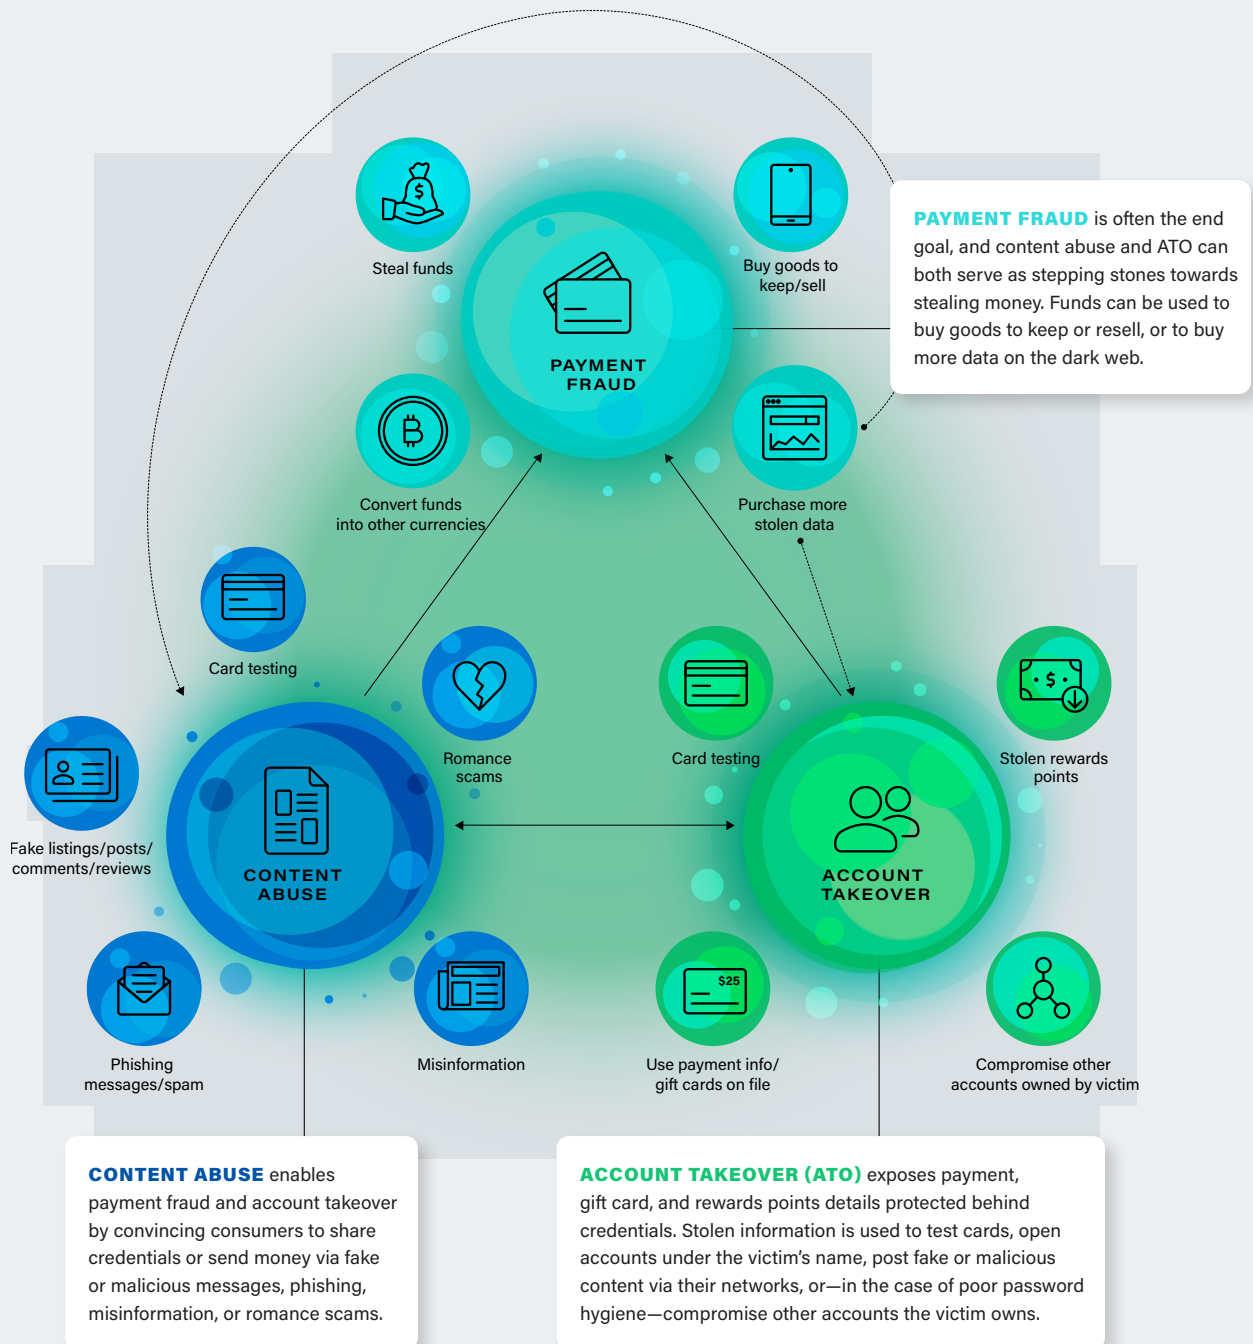 Steal funds
Buy goods to
keep/sell
PAYMENT
FRAUD
PAYMENT FRAUD is often the end
goal, and content abuse and ATO can
both serve as stepping stones towards
stealing money. Funds can be used to
buy goods to keep or resell, or to buy
more data on the dark web.
Convert funds
into other currencies
Purchase more
stolen data
Card testing
Romance
scams
Card testing
Stolen rewards
points
Fake listings/posts/
comments/reviews
CONTENT
ABUSE
ACCOUNT
TAKEOVER
Phishing
messages/spam
Misinformation
$25
Use payment info/
gift cards on file
Compromise other
accounts owned by victim
CONTENT ABUSE enables
payment fraud and account takeover
by convincing consumers to share
credentials or send money via fake
or malicious messages, phishing,
misinformation, or romance scams.
ACCOUNT TAKEOVER (ATO) exposes payment,
gift card, and rewards points details protected behind
credentials. Stolen information is used to test cards, open
accounts under the victim’s name, post fake or malicious
content via their networks, or—in the case of poor password
hygiene—compromise other accounts the victim owns.